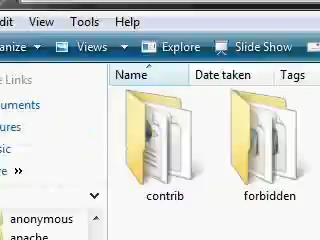 dit View Tools Help
anize Views Explore Slide Show
e Links Name Date taken Tags
uments
ures
sic
re »
contrib forbidden
anonymous
apache